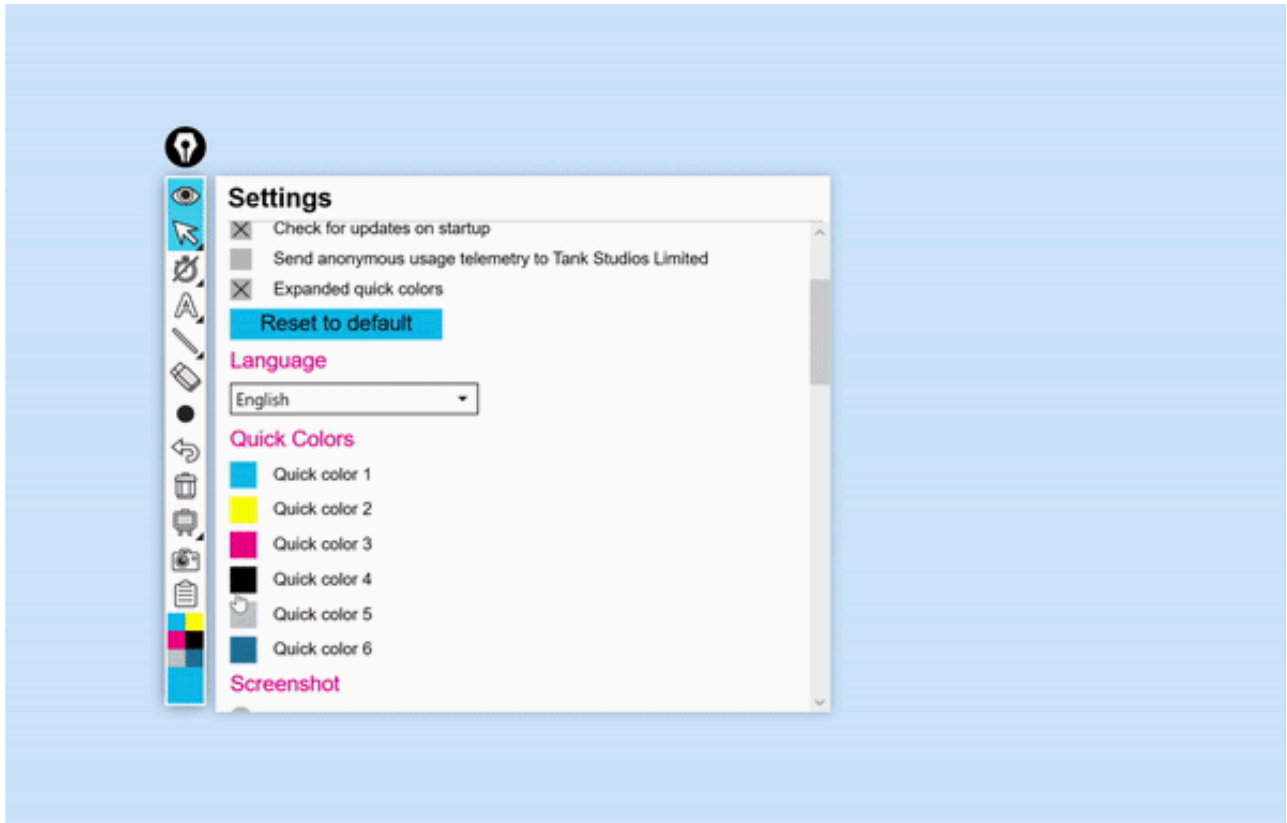 Settings
Check for updates on startup
Send anonymous usage telemetry to Tank Studios Limited
Expanded quick colors
Reset to default
Language
English
Quick Colors
Quick color 1
Quick color 2
Quick color 3
Quick color 4
Quick color 5
Quick color 6
Screenshot